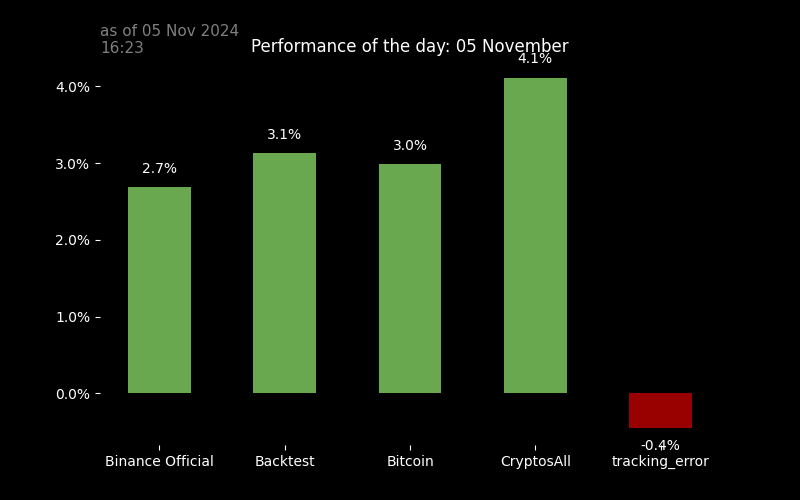 as of 05 Nov 2024
16:23
Performance of the day: 05 November
4.1%
4.0%
3.1%
3.0%
3.0%
2.7%
2.0%
1.0%
0.0%
-0.4%
Binance Official
Backtest
Bitcoin
CryptosAll
tracking_error